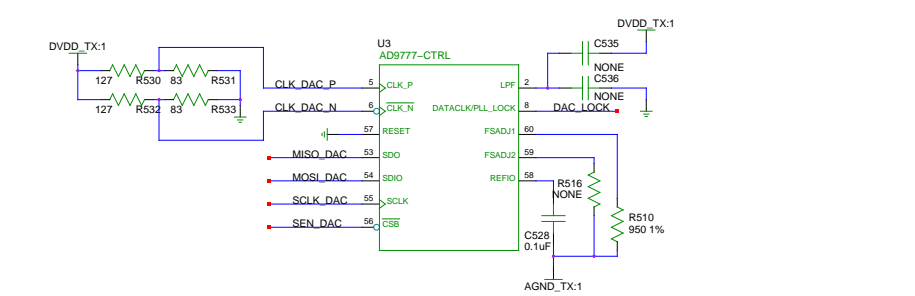 DVDD_TX:1
DVDD_TX:1
U3
AD9777-CTRL
C535
NONE
C536
NONE
127
R530
83
R531
127
R532
83
R533
CLK_DAC_P
5
CLK_P
LPF
2
CLK_DAC_N
6
CLK_N
DATACLK/PLL_LOCK
8
DAC_LOCK
57
RESET
FSADJ1
60
MISO_DAC
53
SDO
FSADJ2
59
MOSI_DAC
54
SDIO
REFIO
58
SCLK_DAC
55
SCLK
SEN_DAC
56
CSB
R516
NONE
R510
950 1%
C528
0.1uF
AGND_TX:1